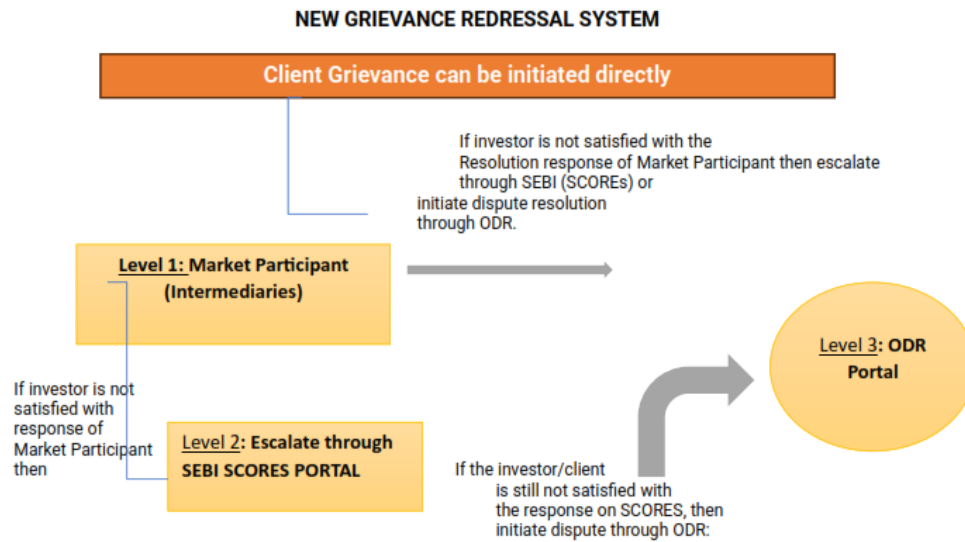 NEW GRIEVANCE REDRESSAL SYSTEM
Client Grievance can be initiated directly
If investor is not satisfied with the
Resolution response of Market Participant then escalate
through SEBI (SCOREs) or
initiate dispute resolution
through ODR.
Level 1: Market Participant
(Intermediaries)
Level 3: ODR
Portal
If investor is not
satisfied with
response of
Market Participant
then
Level 2: Escalate through
SEBI SCORES PORTAL
If the investor/client
is still not satisfied with
the response on SCORES, then
initiate dispute through ODR: